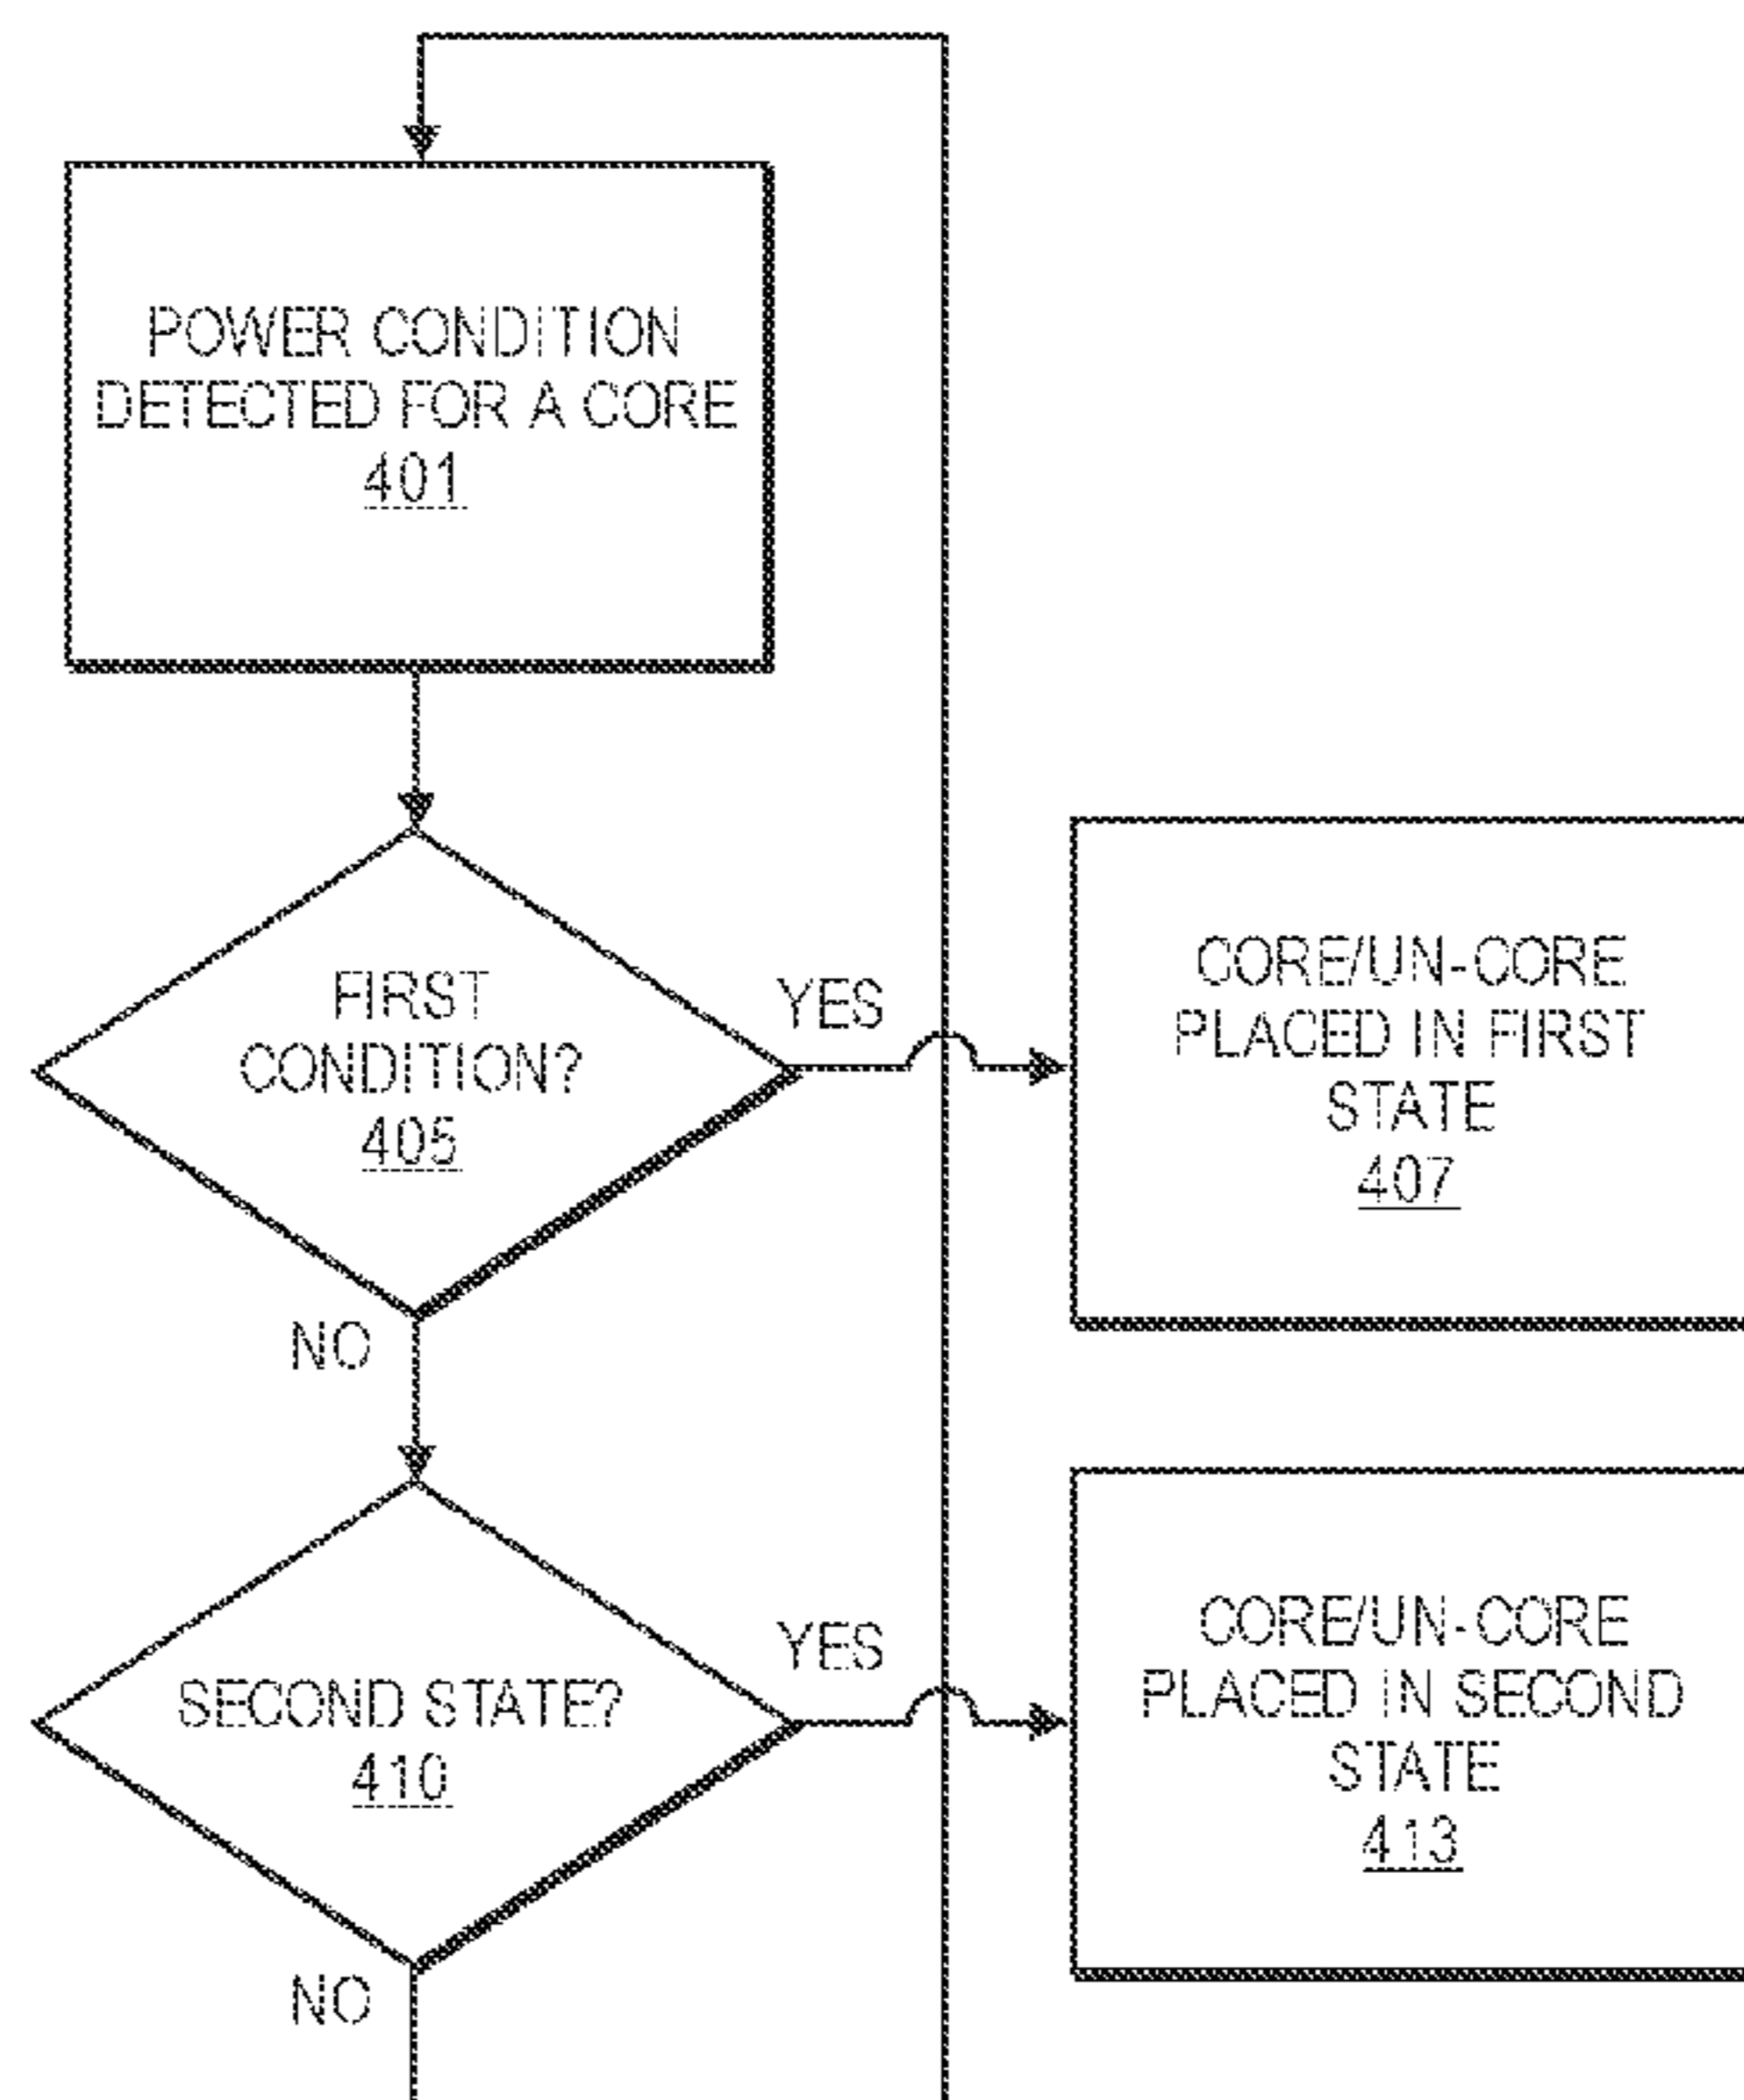 POWER CONDITION
DETECTED FOR A CORE
401
FIRST
CONDITION?
405
YES
CORE/UN-CORE
PLACED IN FIRST
STATE
407
NO
SECOND STATE?
410
YES
CORE/UN-CORE
PLACED IN SECOND
STATE
413
NO